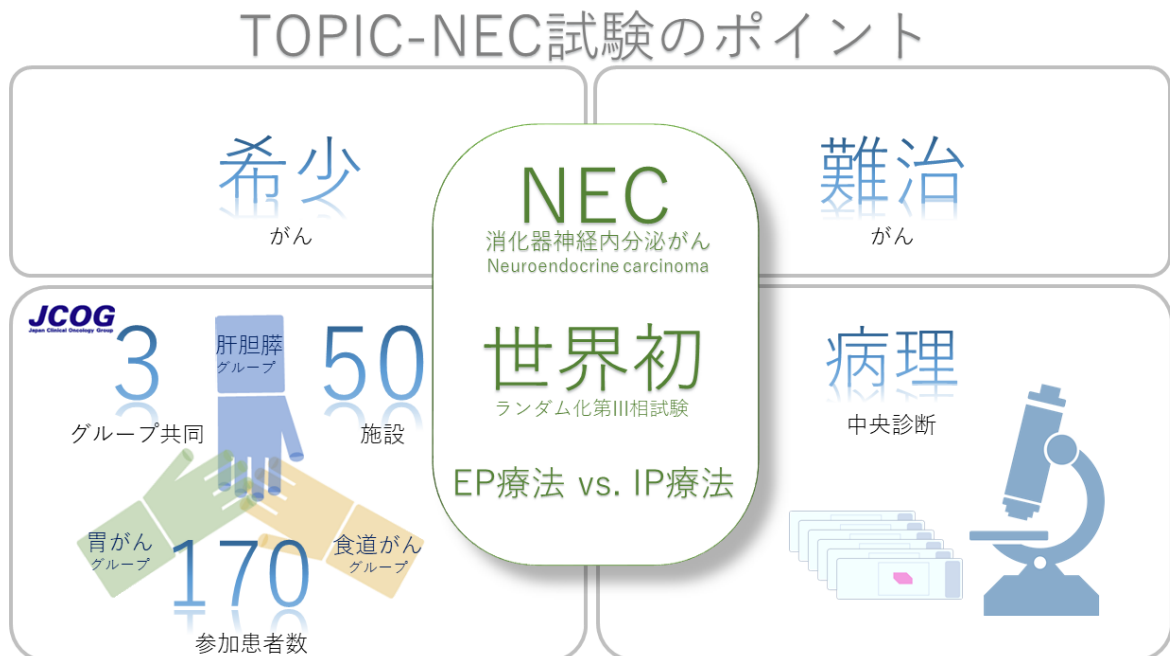 TOPIC-NEC試験のポイント
希少
がん
難治
がん
NEC
消化器神経内分泌がん
Neuroendocrine carcinoma
世界初
ランダム化第III相試験
EP療法 vs. IP療法
JCOG
Japan Clinical Oncology Group
3
グループ共同
肝胆膵
グループ
50
施設
胃がん
グループ
食道がん
グループ
170
参加患者数
病理
中央診断